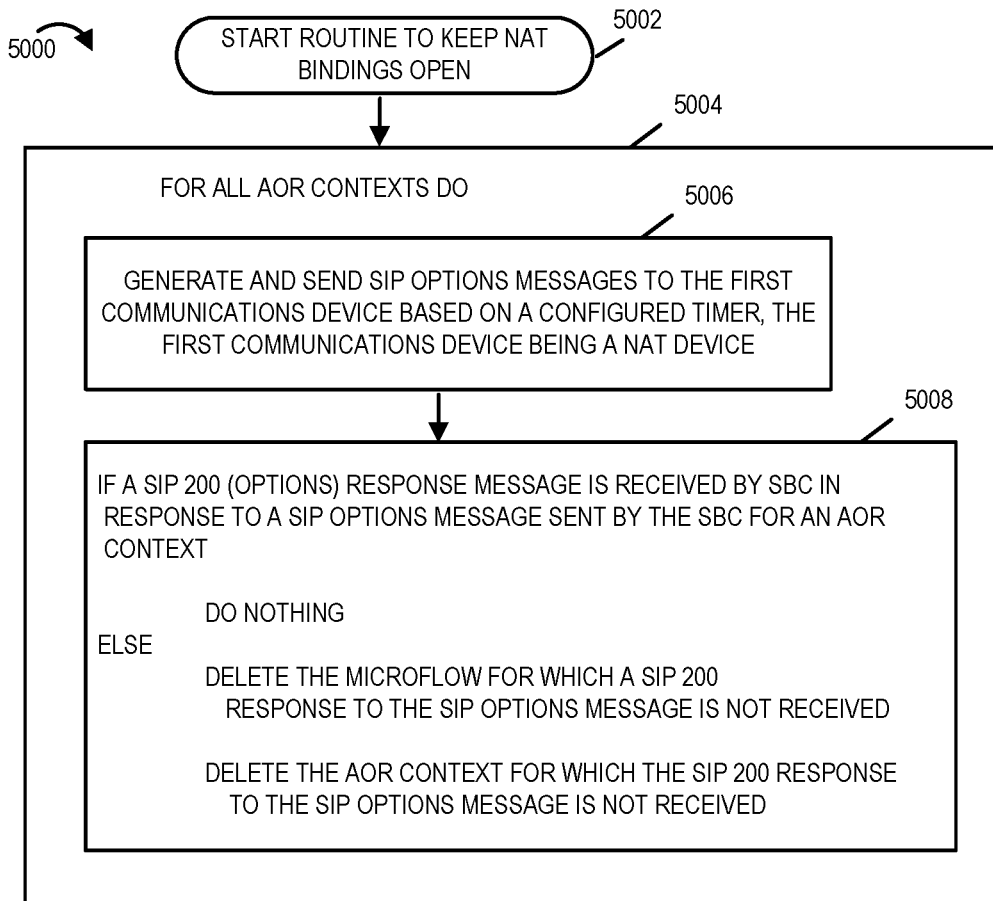 5000
START ROUTINE TO KEEP NAT
BINDINGS OPEN
5002
5004
FOR ALL AOR CONTEXTS DO
5006
GENERATE AND SEND SIP OPTIONS MESSAGES TO THE FIRST
COMMUNICATIONS DEVICE BASED ON A CONFIGURED TIMER, THE
FIRST COMMUNICATIONS DEVICE BEING A NAT DEVICE
5008
IF A SIP 200 (OPTIONS) RESPONSE MESSAGE IS RECEIVED BY SBC IN
RESPONSE TO A SIP OPTIONS MESSAGE SENT BY THE SBC FOR AN AOR
CONTEXT
DO NOTHING
ELSE
DELETE THE MICROFLOW FOR WHICH A SIP 200
RESPONSE TO THE SIP OPTIONS MESSAGE IS NOT RECEIVED
DELETE THE AOR CONTEXT FOR WHICH THE SIP 200 RESPONSE
TO THE SIP OPTIONS MESSAGE IS NOT RECEIVED